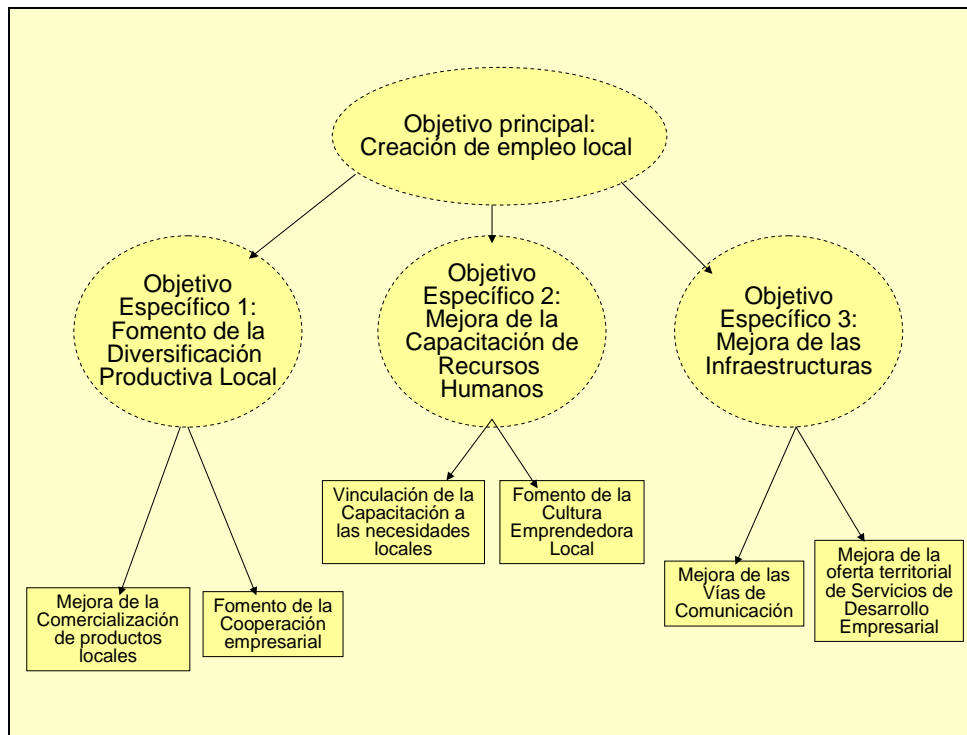 Objetivo principal:
Creación de empleo local
Objetivo
Específico 1:
Fomento de la
Diversificación
Productiva Local
Objetivo
Específico 2:
Mejora de la
Capacitación de
Recursos
Humanos
Objetivo
Específico 3:
Mejora de las
Infraestructuras
Mejora de la
Comercialización
de productos
locales
Fomento de la
Cooperación
empresarial
Vinculación de la
Capacitación a
las necesidades
locales
Fomento de la
Cultura
Emprendedora
Local
Mejora de las
Vías de
Comunicación
Mejora de la
oferta territorial
de Servicios de
Desarrollo
Empresarial